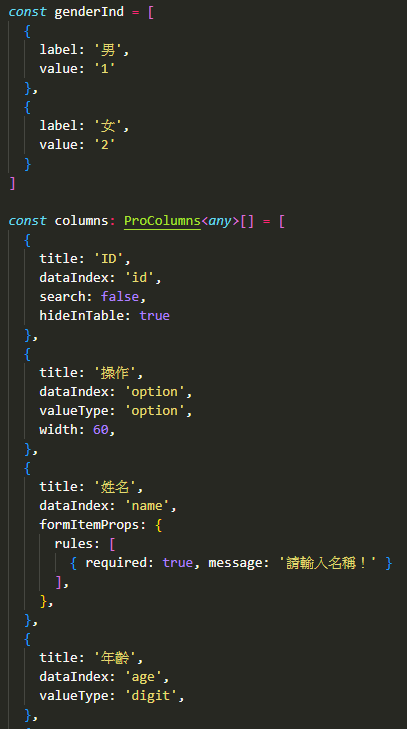 const genderInd = [
  {
    label: '男',
    value: '1'
  },
  {
    label: '女',
    value: '2'
  }
]
const columns: ProColumns<any>[] = [
  {
    title: 'ID',
    dataIndex: 'id',
    search: false,
    hideInTable: true
  },
  {
    title: '操作',
    dataIndex: 'option',
    valueType: 'option',
    width: 60,
  },
  {
    title: '姓名',
    dataIndex: 'name',
    formItemProps: {
      rules: [
        { required: true, message: '請輸入名稱！' }
      ],
    },
  },
  {
    title: '年齡',
    dataIndex: 'age',
    valueType: 'digit',
  },